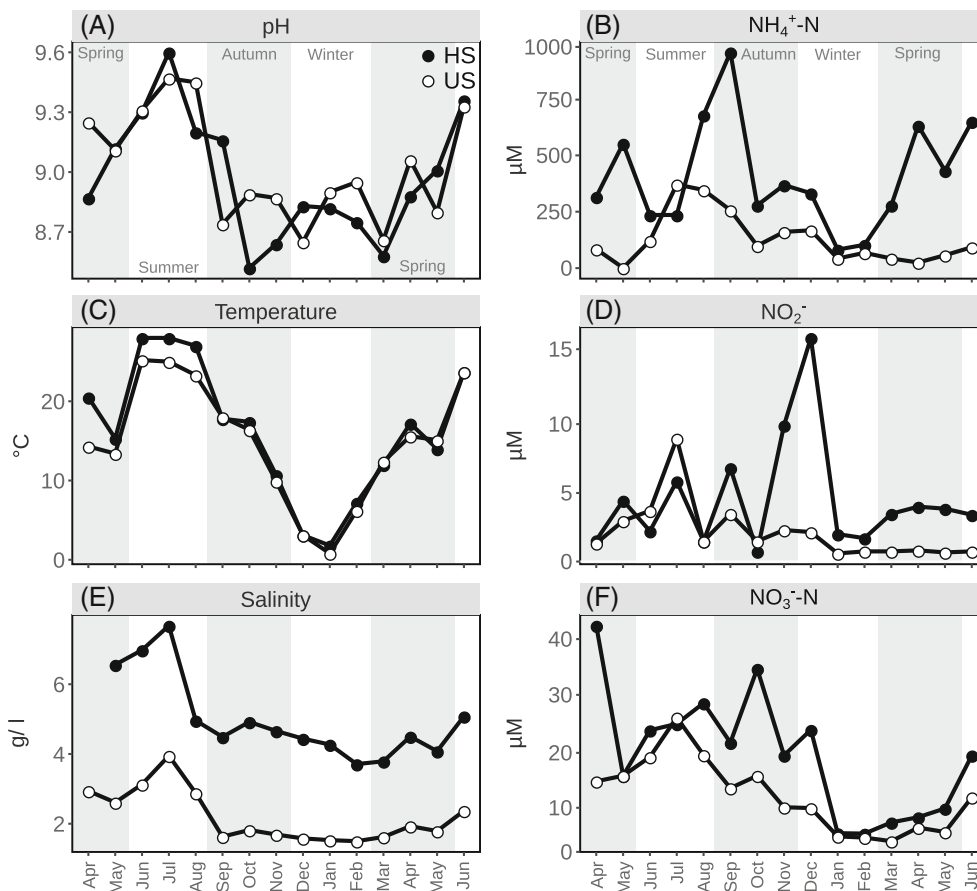 (A) pH
9.6
9.3
9.0
8.7
Spring
Autumn
Winter
Summer
Spring
HS
US
(B) NH₄⁺-N
µM
1000
750
500
250
0
Spring
Summer
Autumn
Winter
Spring
(C) Temperature
°C
20
10
0
(D) NO₂⁻
µM
15
10
5
0
(E) Salinity
g/ l
6
4
2
Apr
May
Jun
Jul
Aug
Sep
Oct
Nov
Dec
Jan
Feb
Mar
Apr
May
Jun
(F) NO₃⁻-N
µM
40
30
20
10
0
Apr
May
Jun
Jul
Aug
Sep
Oct
Nov
Dec
Jan
Feb
Mar
Apr
May
Jun